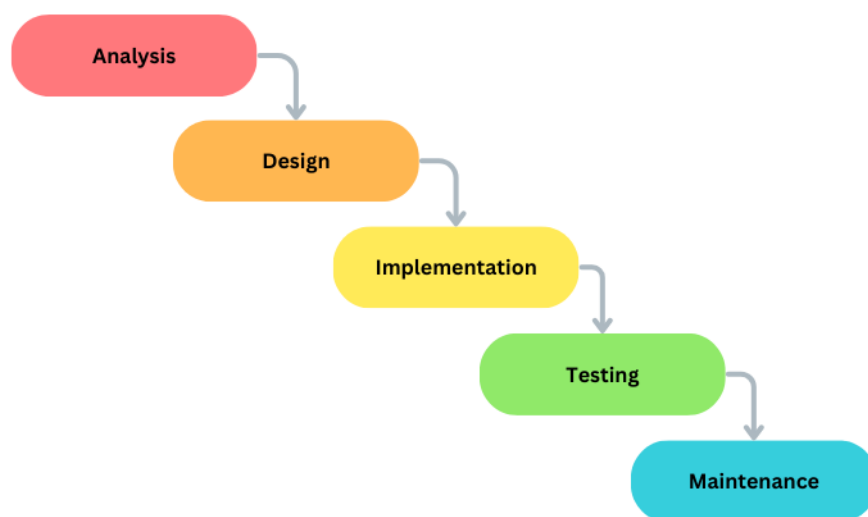 Analysis
Design
Implementation
Testing
Maintenance